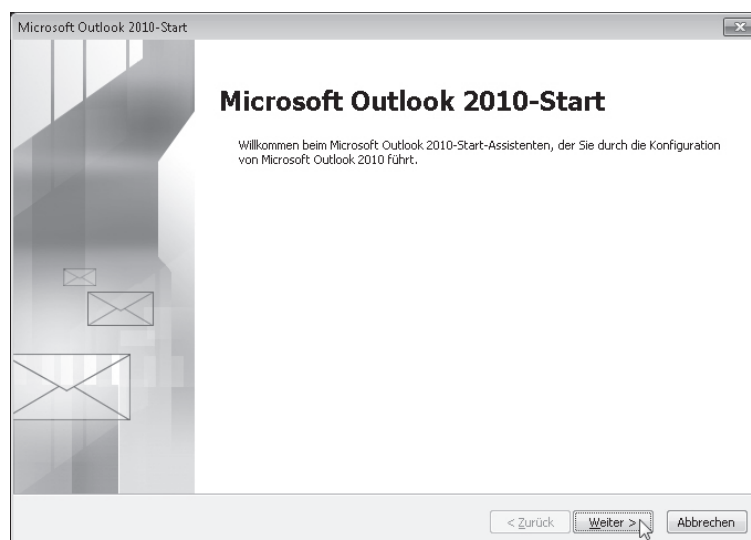 Microsoft Outlook 2010-Start
Microsoft Outlook 2010-Start
Willkommen beim Microsoft Outlook 2010-Start-Assistenten, der Sie durch die Konfiguration
von Microsoft Outlook 2010 führt.
< Zurück
Weiter >
Abbrechen